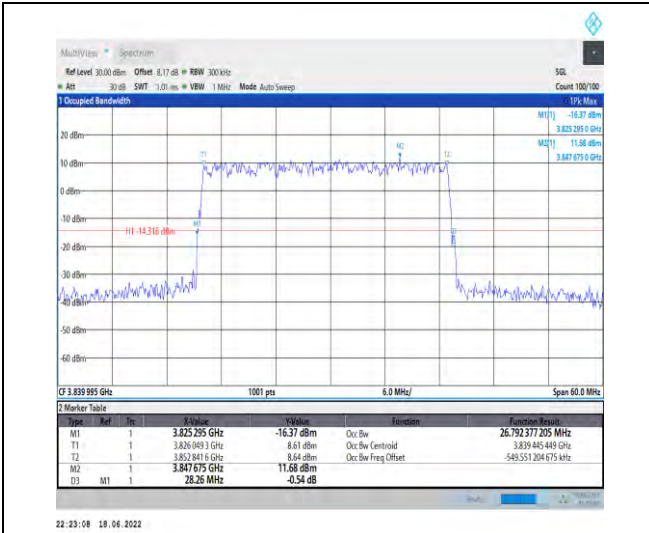 MultiView Spectrum
Ref Level 30.00 dBm Offset 8.17 dB RBW 300 kHz SGL
Att 30 dB SWT 1.01 ms VBW 1 MHz Mode Auto Sweep Count 100/100
1 Occupied Bandwidth 1Pk Max
M1[1] -16.37 dBm
3.825 295 0 GHz
M2[1] 11.68 dBm
3.847 675 0 GHz
20 dBm
M2
T1 T2
10 dBm
0 dBm
-10 dBm
M1
H1 -14.318 dBm
-20 dBm
-30 dBm
-40 dBm
-50 dBm
-60 dBm
CF 3.839 995 GHz 1001 pts 6.0 MHz/ Span 60.0 MHz
2 Marker Table
Type Ref Trc X-Value Y-Value Function Function Result
M1 1 3.825 295 GHz -16.37 dBm Occ Bw 26.792 377 205 MHz
T1 1 3.826 049 3 GHz 8.61 dBm Occ Bw Centroid 3.839 445 449 GHz
T2 1 3.852 841 6 GHz 8.64 dBm Occ Bw Freq Offset -549.551 204 675 kHz
M2 1 3.847 675 GHz 11.68 dBm
D3 M1 1 28.26 MHz -0.54 dB
22:23:08 18.06.2022